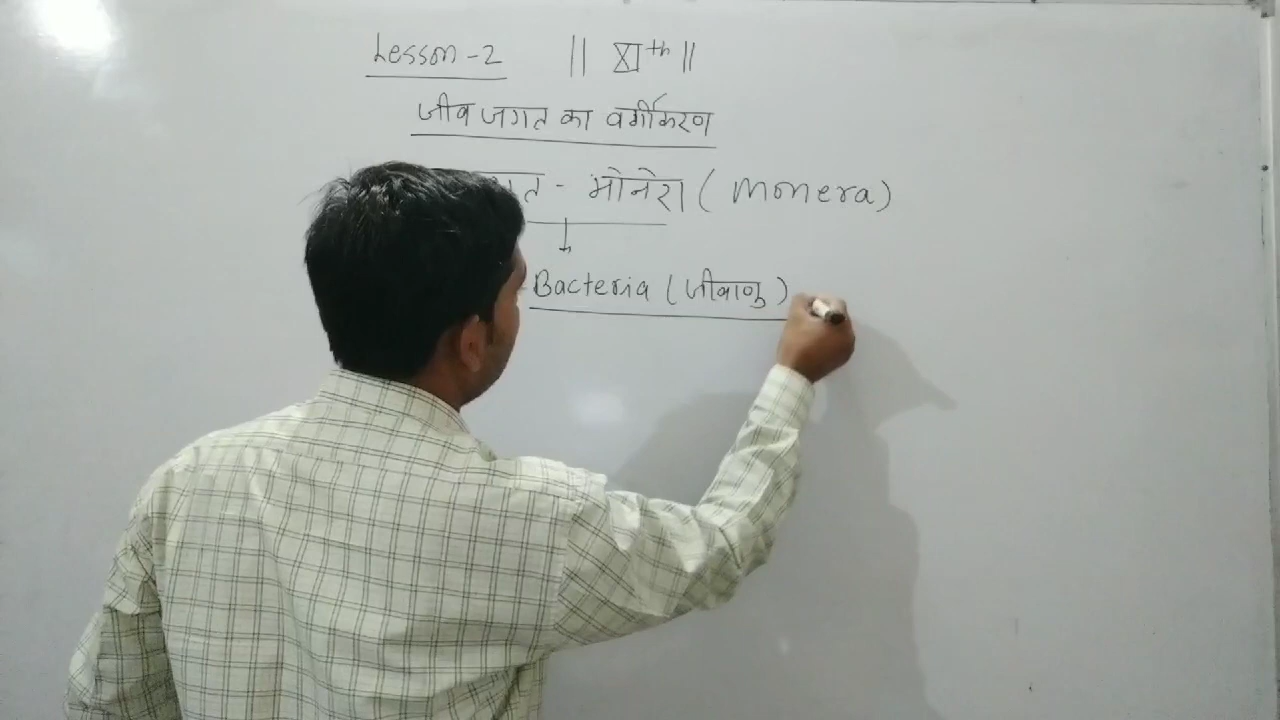 Lesson-2 || XIth ||
जीव जगत का वर्गीकरण
- मोनेरा (Monera)
Bacteria (जीवाणु)